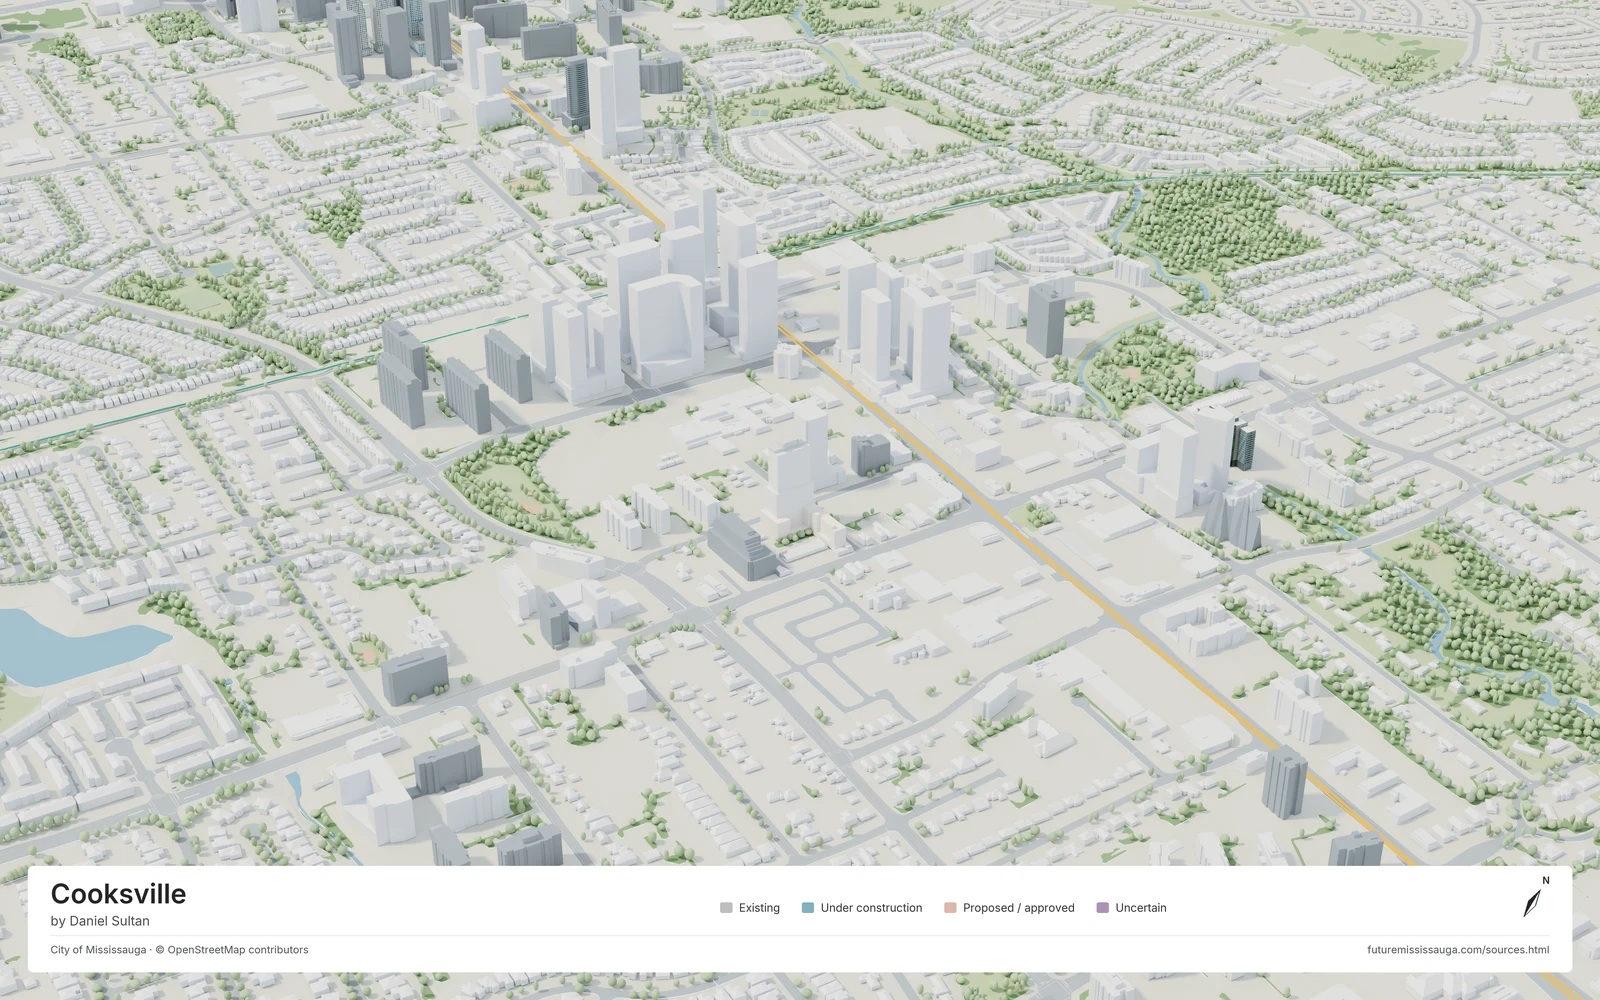 Cooksville
by Daniel Sultan
Existing
Under construction
Proposed / approved
Uncertain
N
City of Mississauga · © OpenStreetMap contributors
futuremississauga.com/sources.html